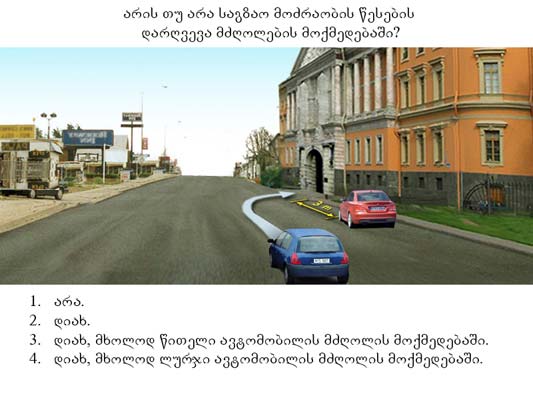 არის თუ არა საგზაო მოძრაობის წესების
დარღვევა მძღოლების მოქმედებაში?
3 m
1. არა.
2. დიახ.
3. დიახ, მხოლოდ წითელი ავტომობილის მძღოლის მოქმედებაში.
4. დიახ, მხოლოდ ლურჯი ავტომობილის მძღოლის მოქმედებაში.